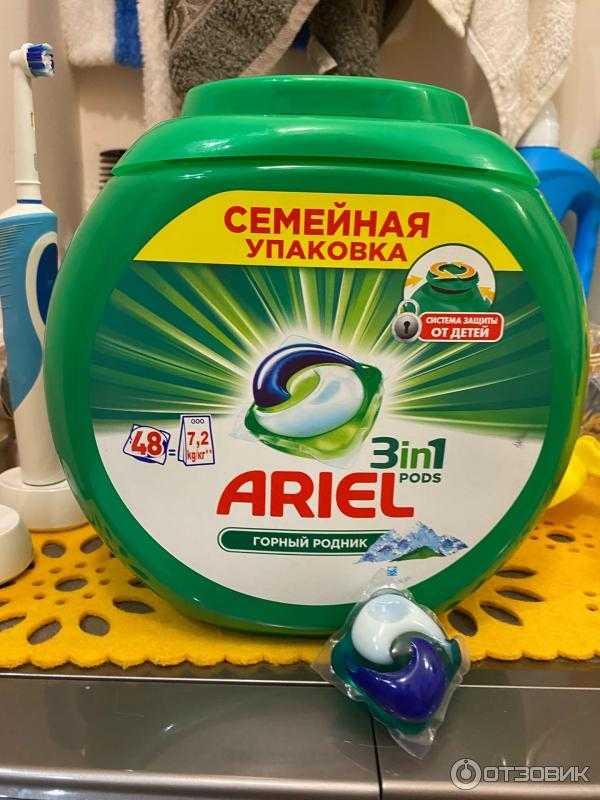 СЕМЕЙНАЯ
УПАКОВКА
СИСТЕМА ЗАЩИТЫ
ОТ ДЕТЕЙ
48 = 7,2
kg/кг**
3in1
PODS
ARIEL
ГОРНЫЙ РОДНИК
ОТЗОВИК